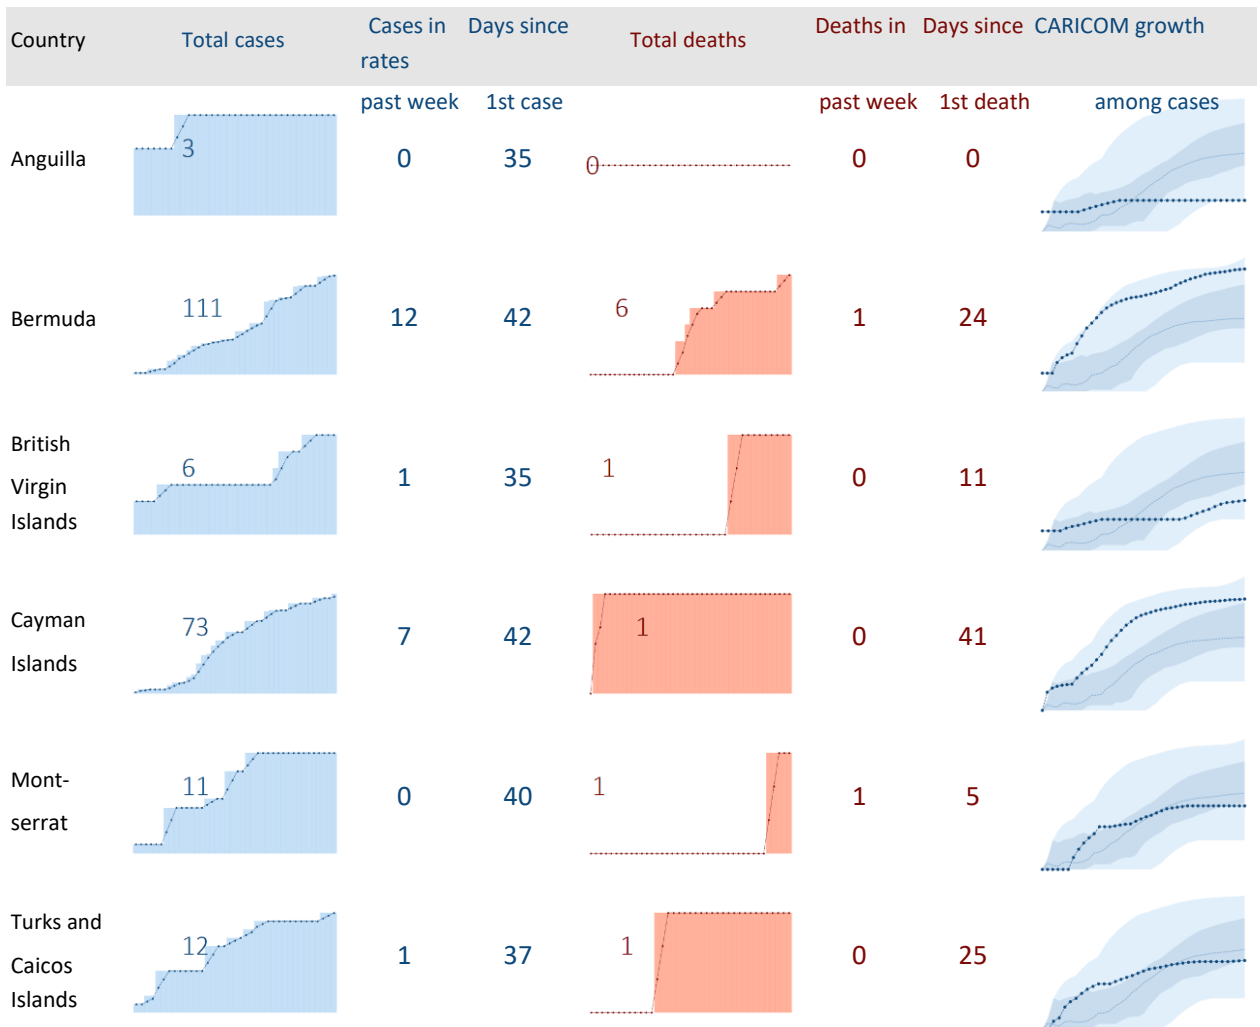 Country Total cases Cases in Days since Total deaths Deaths in Days since CARICOM growth
rates
past week 1st case past week 1st death among cases
Anguilla 3 0 35 0 0 0
Bermuda 111 12 42 6 1 24
British
Virgin 6 1 35 1 0 11
Islands
Cayman
Islands 73 7 42 1 0 41
Mont-
serrat 11 0 40 1 1 5
Turks and
Caicos 12 1 37 1 0 25
Islands